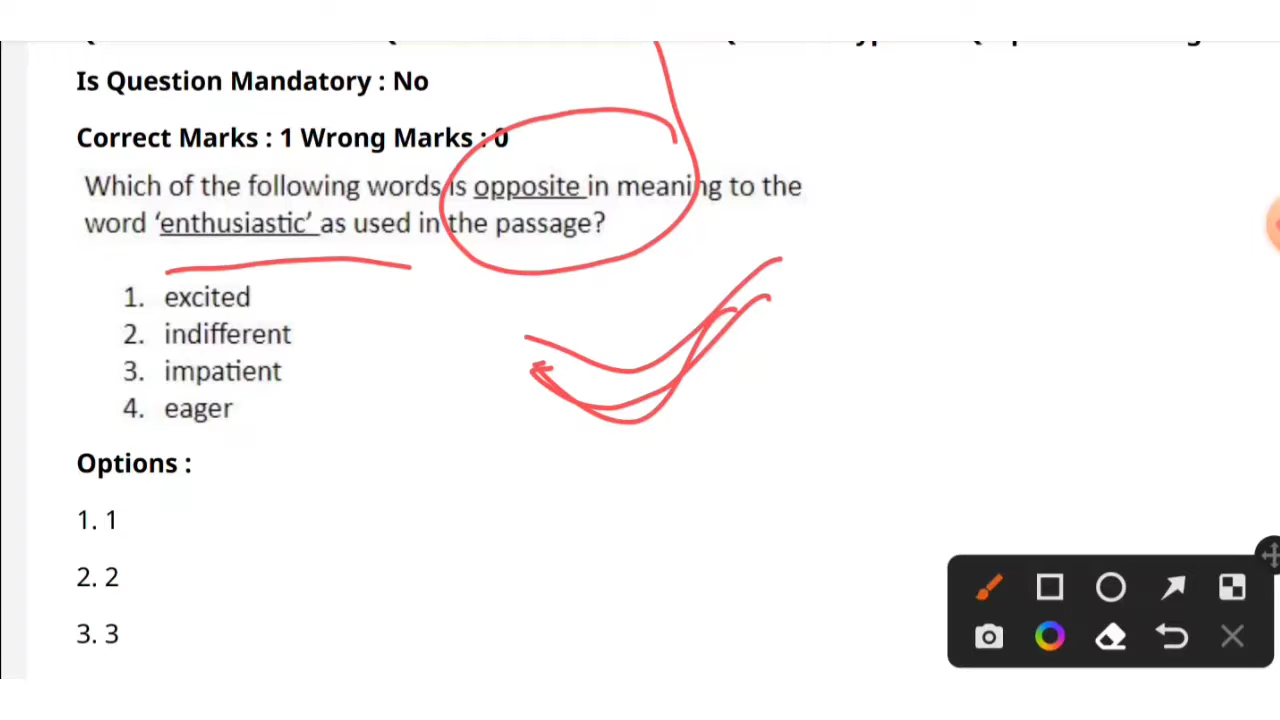 Is Question Mandatory : No
Correct Marks : 1 Wrong Marks : 0
Which of the following words is opposite in meaning to the
word ‘enthusiastic’ as used in the passage?
1. excited
2. indifferent
3. impatient
4. eager
Options :
1. 1
2. 2
3. 3